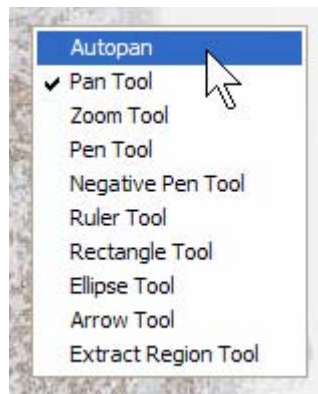 Autopan
Pan Tool
Zoom Tool
Pen Tool
Negative Pen Tool
Ruler Tool
Rectangle Tool
Ellipse Tool
Arrow Tool
Extract Region Tool